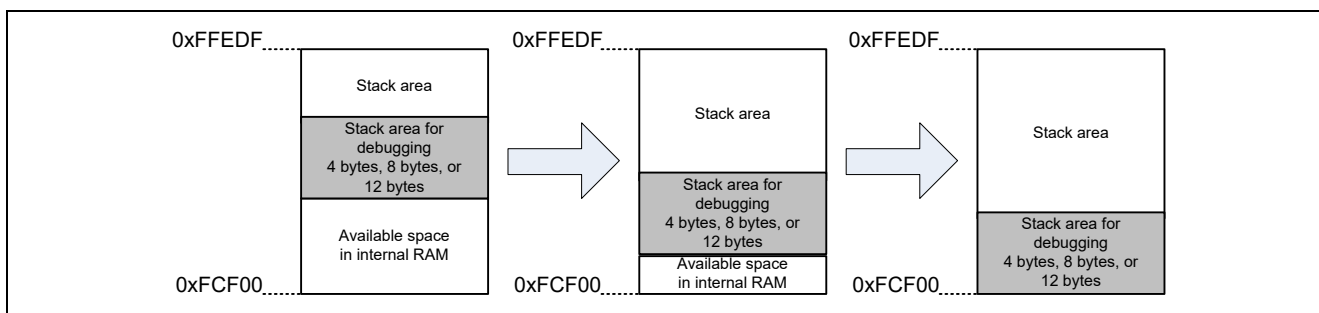 0xFFEDF
Stack area
Stack area for
debugging
4 bytes, 8 bytes, or
12 bytes
Available space
in internal RAM
0xFCF00
0xFFEDF
Stack area
Stack area for
debugging
4 bytes, 8 bytes, or
12 bytes
Available space
in internal RAM
0xFCF00
0xFFEDF
Stack area
Stack area for
debugging
4 bytes, 8 bytes, or
12 bytes
0xFCF00